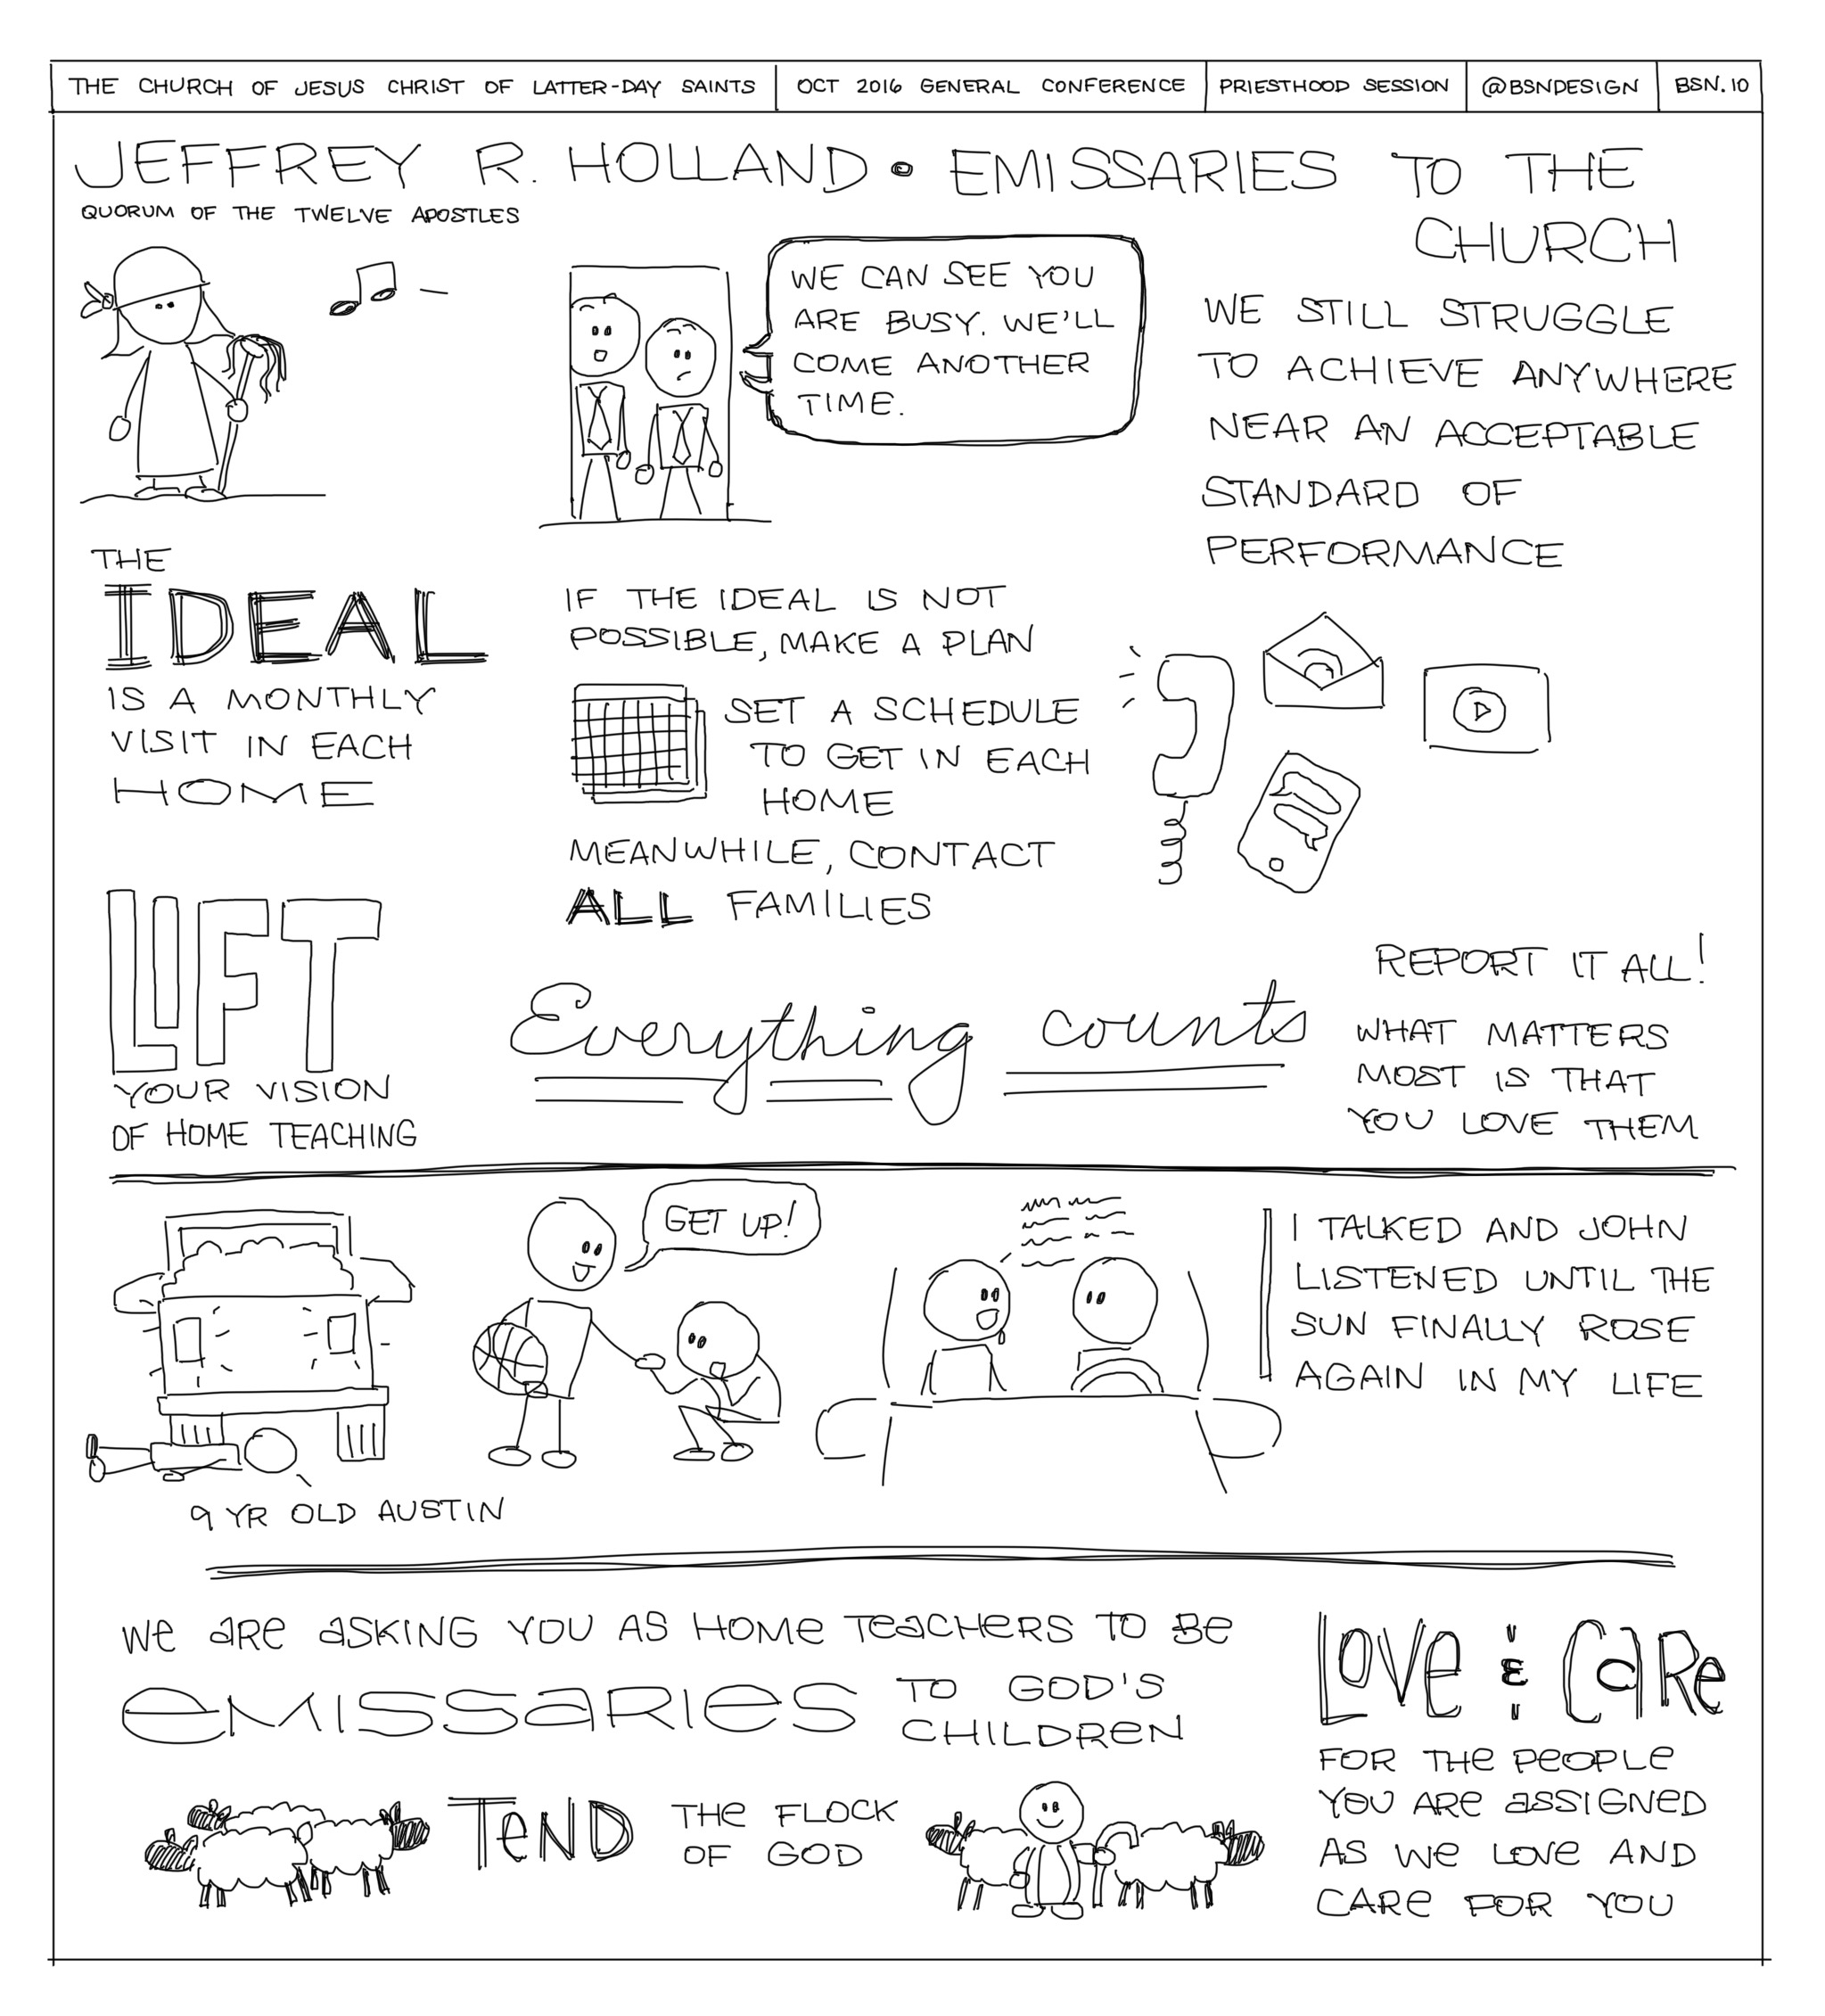 THE CHURCH OF JESUS CHRIST OF LATTER-DAY SAINTS
OCT 2016 GENERAL CONFERENCE
PRIESTHOOD SESSION
@BSNDESIGN
BSN.10
JEFFREY R. HOLLAND • EMISSARIES TO THE
CHURCH
QUORUM OF THE TWELVE APOSTLES
WE CAN SEE YOU
ARE BUSY. WE'LL
COME ANOTHER
TIME.
WE STILL STRUGGLE
TO ACHIEVE ANYWHERE
NEAR AN ACCEPTABLE
STANDARD OF
PERFORMANCE
THE
IDEAL
IS A MONTHLY
VISIT IN EACH
HOME
IF THE IDEAL IS NOT
POSSIBLE, MAKE A PLAN
SET A SCHEDULE
TO GET IN EACH
HOME
MEANWHILE, CONTACT
ALL FAMILIES
LIFT
YOUR VISION
OF HOME TEACHING
Everything counts
REPORT IT ALL!
WHAT MATTERS
MOST IS THAT
YOU LOVE THEM
GET UP!
9 YR OLD AUSTIN
I TALKED AND JOHN
LISTENED UNTIL THE
SUN FINALLY ROSE
AGAIN IN MY LIFE
We aRe aSKING YOU AS HOMe TeaCHeRS TO Be
eMISSaRIeS TO GOD'S
CHILDReN
TeND THe FLOCK
OF GOD
LOVe & CaRe
FOR THe PeOPLe
YOU ARe aSSIGNeD
AS We LOVe AND
CARe FOR YOU